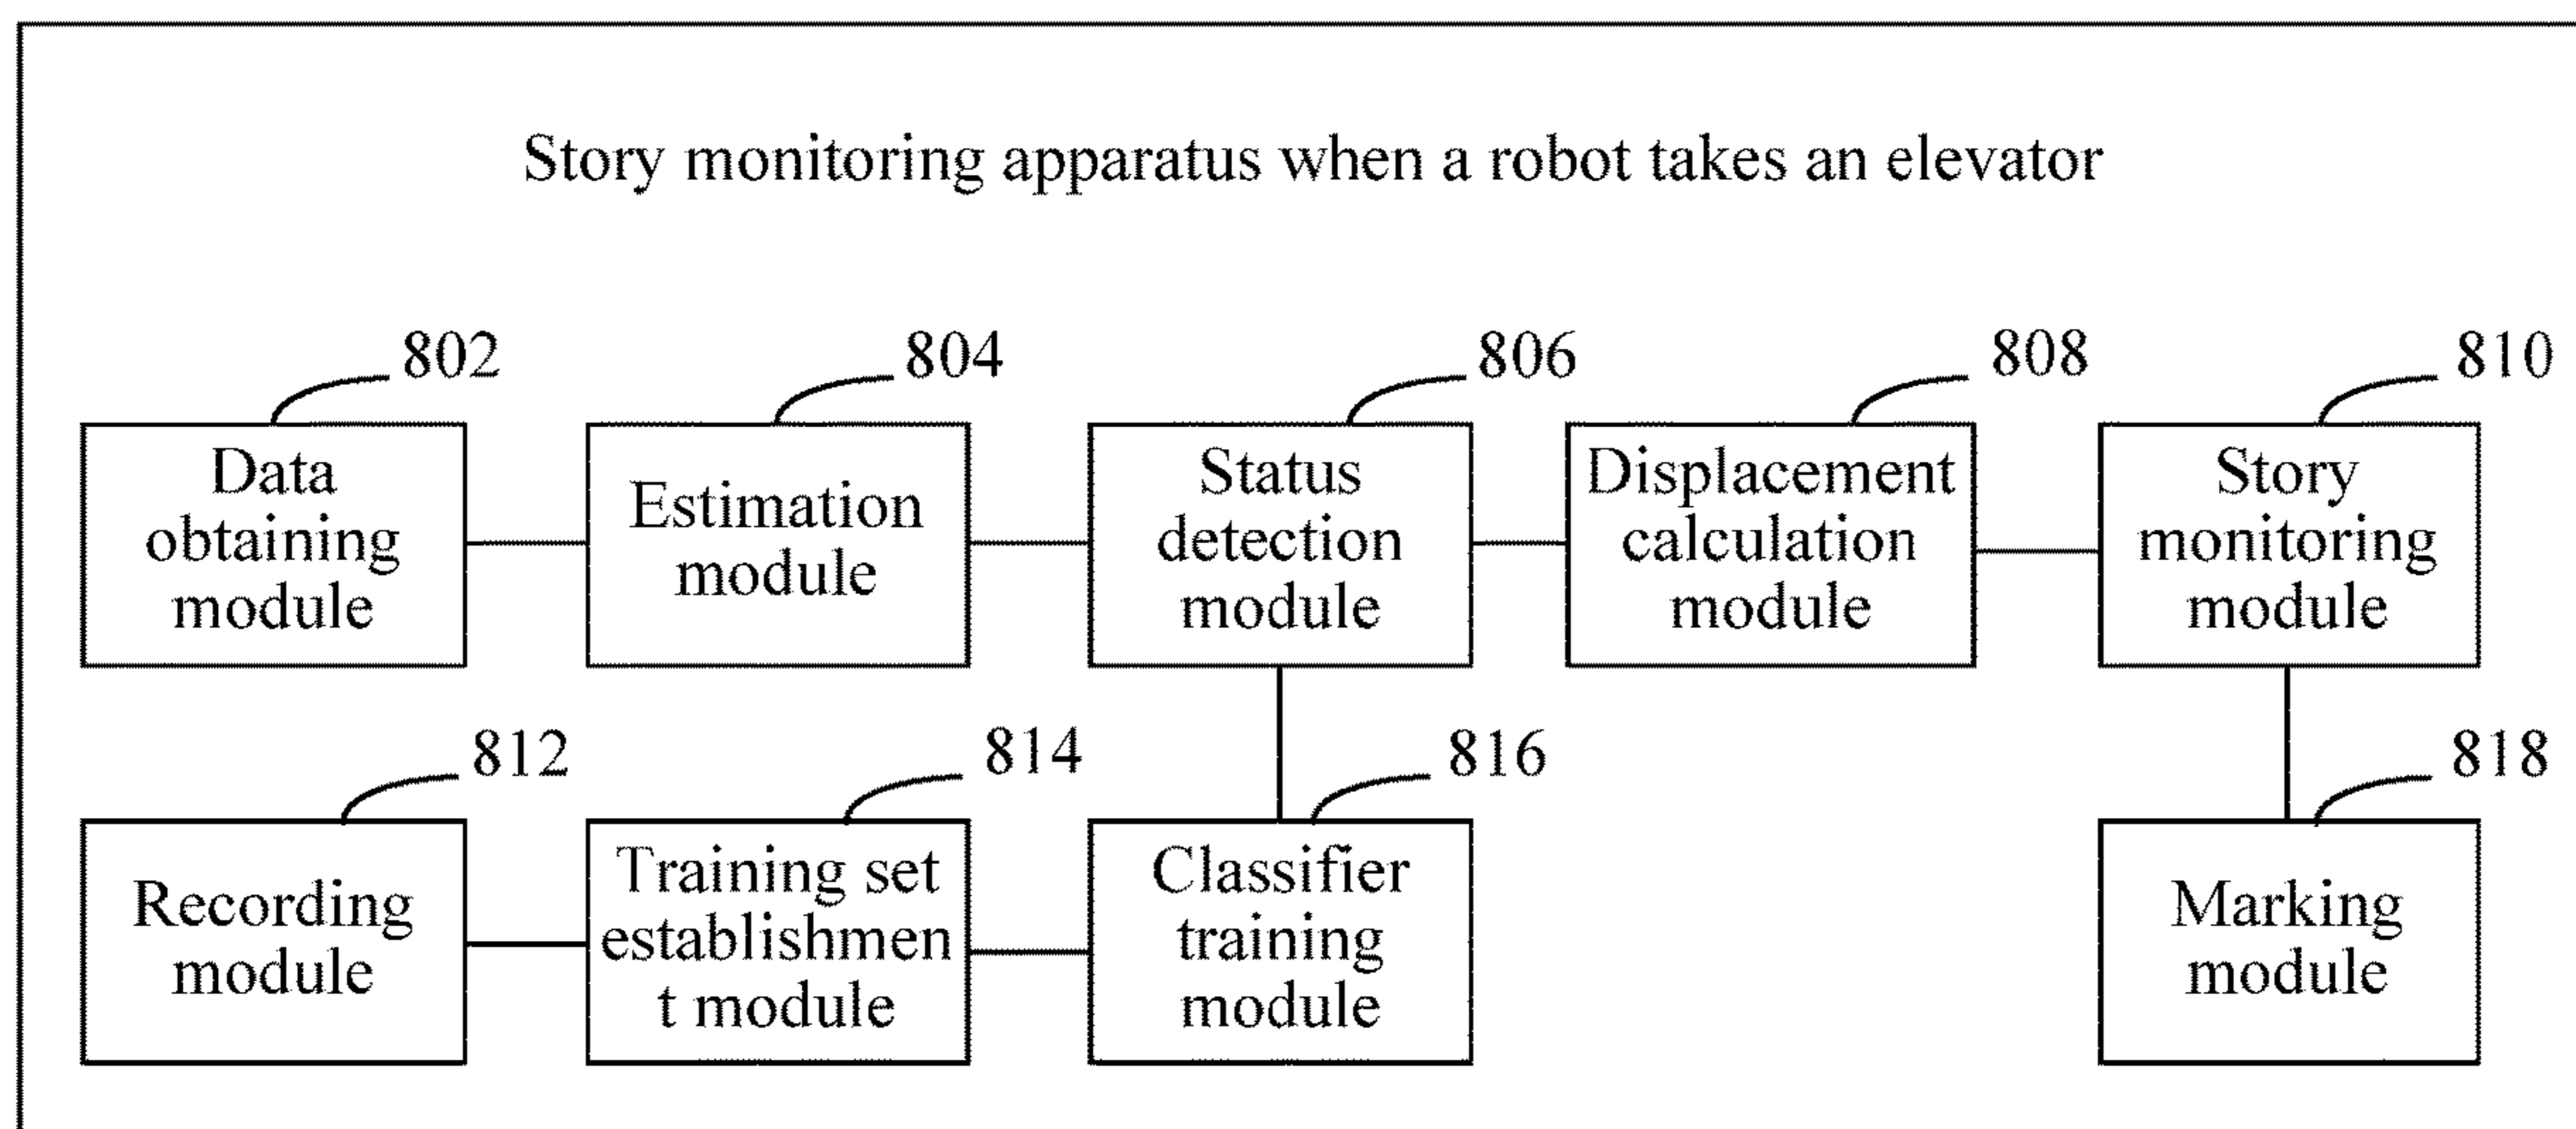 Story monitoring apparatus when a robot takes an elevator
802
804
806
808
810
Data
obtaining
module
Estimation
module
Status
detection
module
Displacement
calculation
module
Story
monitoring
module
812
814
816
818
Recording
module
Training set
establishmen
t module
Classifier
training
module
Marking
module